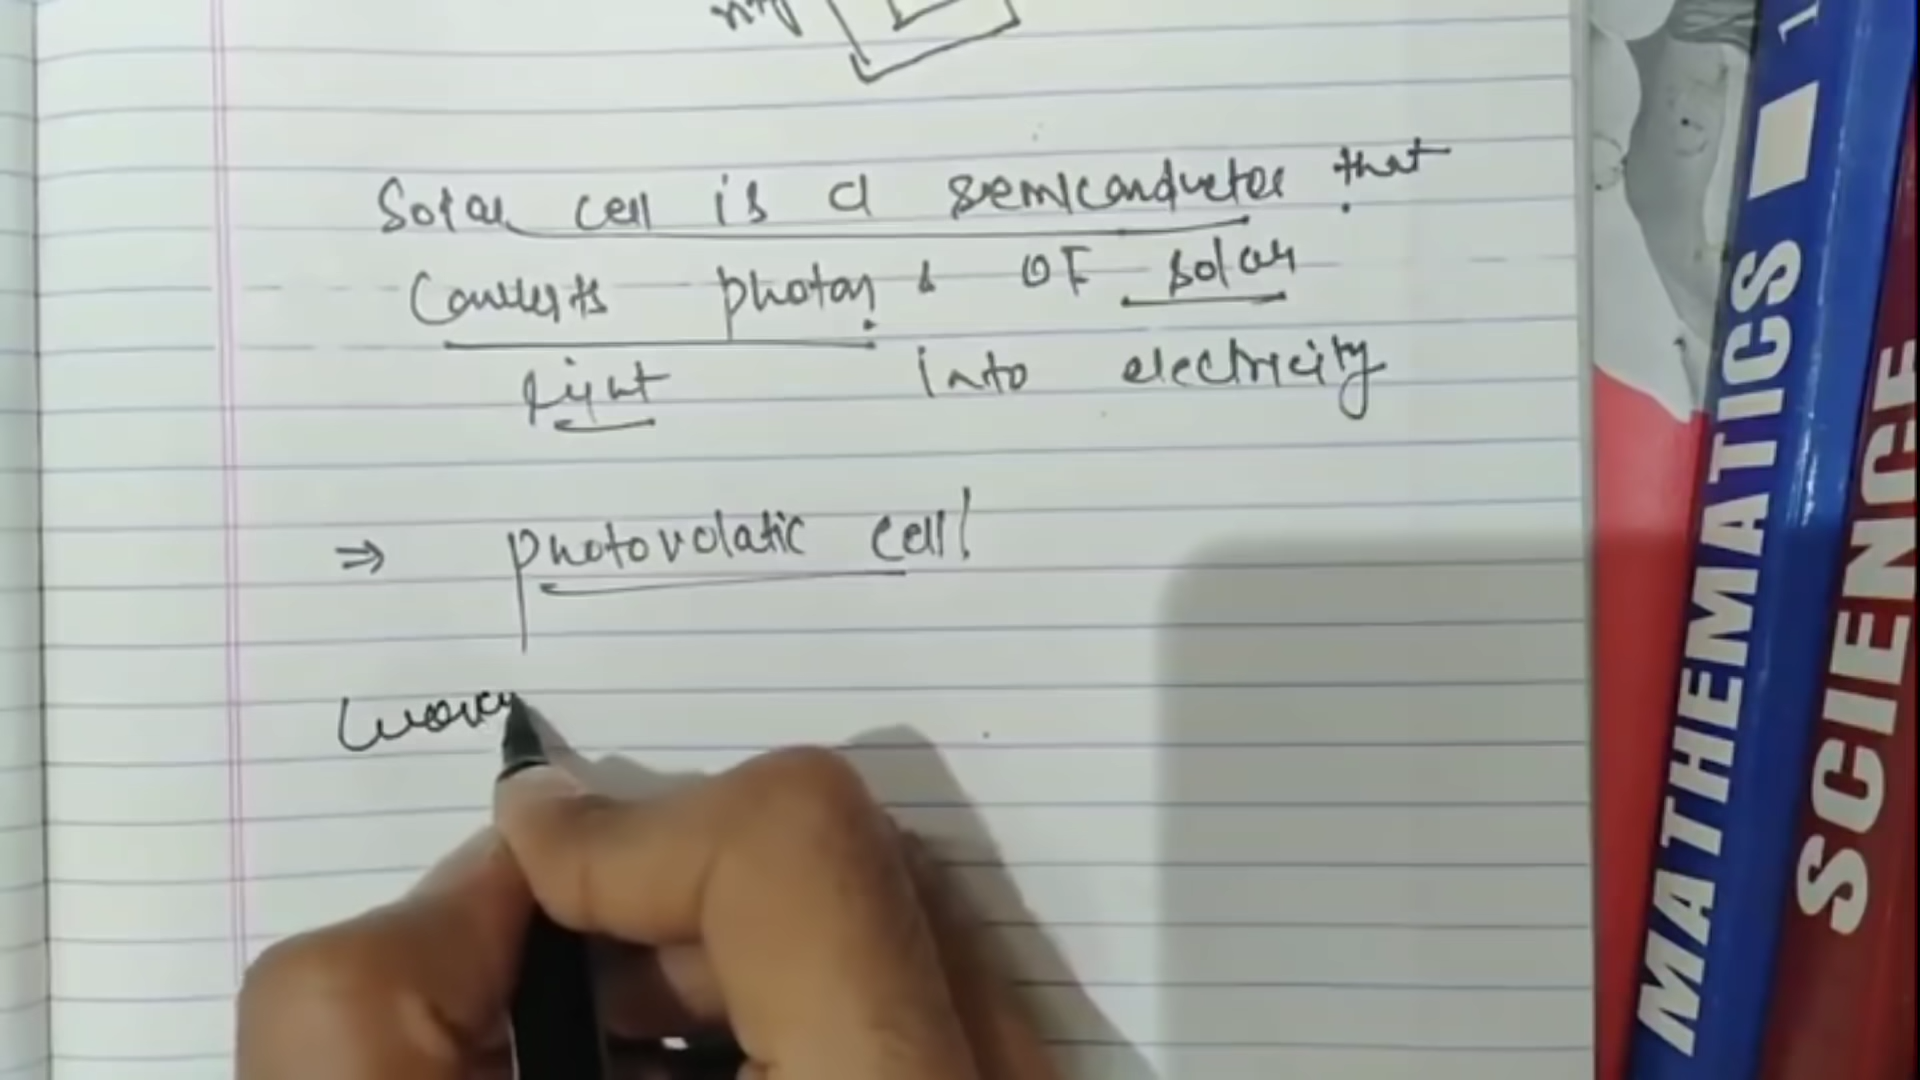 Solar cell is a semiconductor that
Converts photons OF solar
light into electricity
⇒ photovolatic cell!
MATHEMATICS
SCIENCE